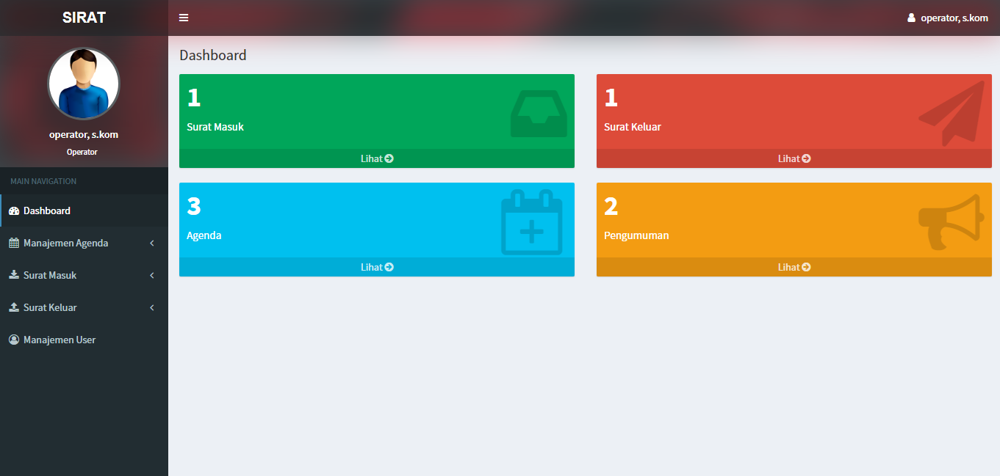 SIRAT
operator, s.kom
operator, s.kom
Operator
MAIN NAVIGATION
Dashboard
Manajemen Agenda
Surat Masuk
Surat Keluar
Manajemen User
Dashboard
1
Surat Masuk
Lihat
1
Surat Keluar
Lihat
3
Agenda
Lihat
2
Pengumuman
Lihat